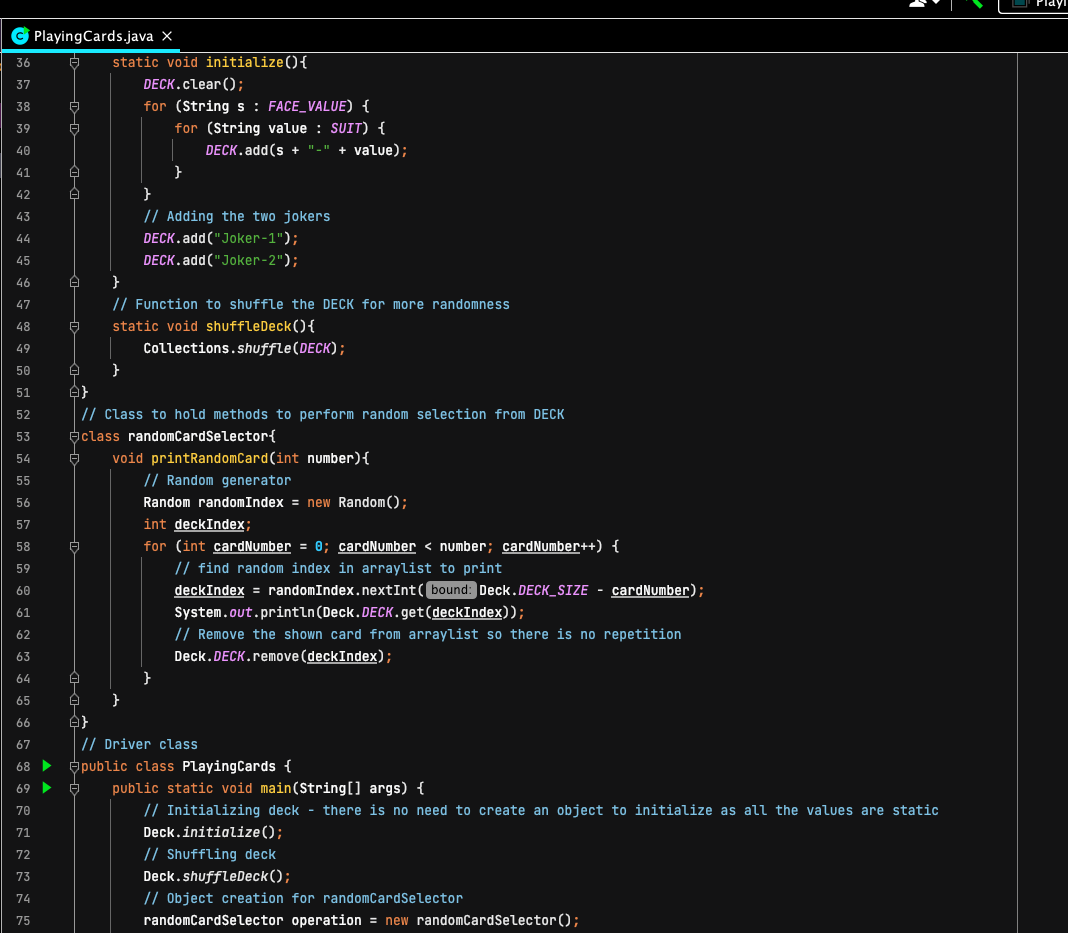 Playi
PlayingCards.java
36 static void initialize(){
37 DECK.clear();
38 for (String s : FACE_VALUE) {
39 for (String value : SUIT) {
40 DECK.add(s + "-" + value);
41 }
42 }
43 // Adding the two jokers
44 DECK.add("Joker-1");
45 DECK.add("Joker-2");
46 }
47 // Function to shuffle the DECK for more randomness
48 static void shuffleDeck(){
49 Collections.shuffle(DECK);
50 }
51 }
52 // Class to hold methods to perform random selection from DECK
53 class randomCardSelector{
54 void printRandomCard(int number){
55 // Random generator
56 Random randomIndex = new Random();
57 int deckIndex;
58 for (int cardNumber = 0; cardNumber < number; cardNumber++) {
59 // find random index in arraylist to print
60 deckIndex = randomIndex.nextInt( bound: Deck.DECK_SIZE - cardNumber);
61 System.out.println(Deck.DECK.get(deckIndex));
62 // Remove the shown card from arraylist so there is no repetition
63 Deck.DECK.remove(deckIndex);
64 }
65 }
66 }
67 // Driver class
68 public class PlayingCards {
69 public static void main(String[] args) {
70 // Initializing deck - there is no need to create an object to initialize as all the values are static
71 Deck.initialize();
72 // Shuffling deck
73 Deck.shuffleDeck();
74 // Object creation for randomCardSelector
75 randomCardSelector operation = new randomCardSelector();